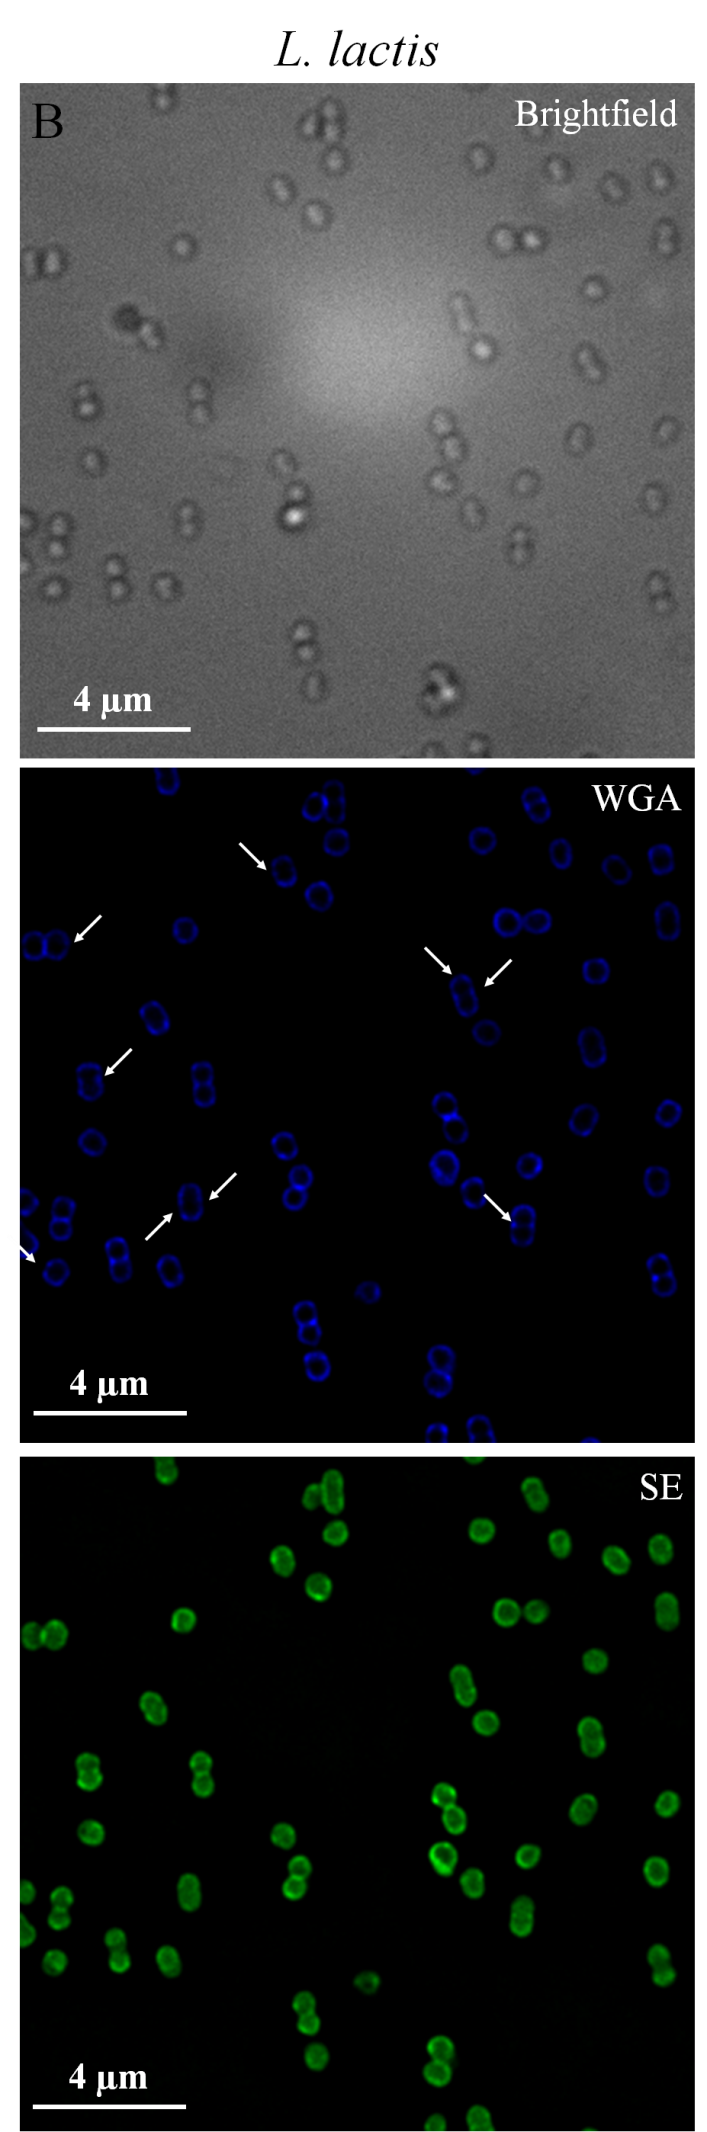 L. lactis
B
Brightfield
4 μm
WGA
4 μm
SE
4 μm